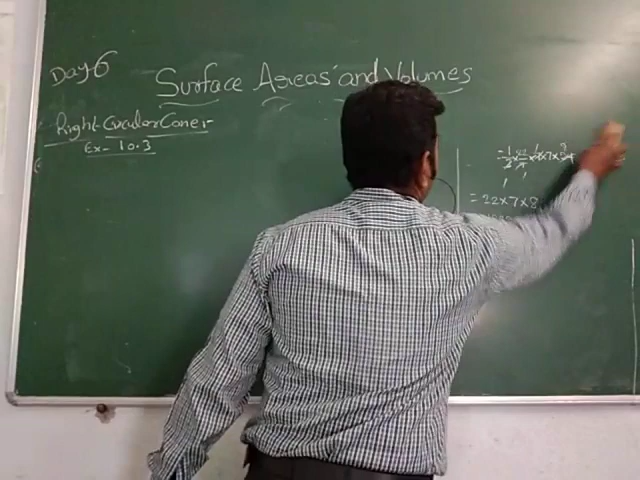 Day-6
Surface Areas and Volumes
Right Circular Cone:-
Ex- 10.3
= 22 x 7 x 8